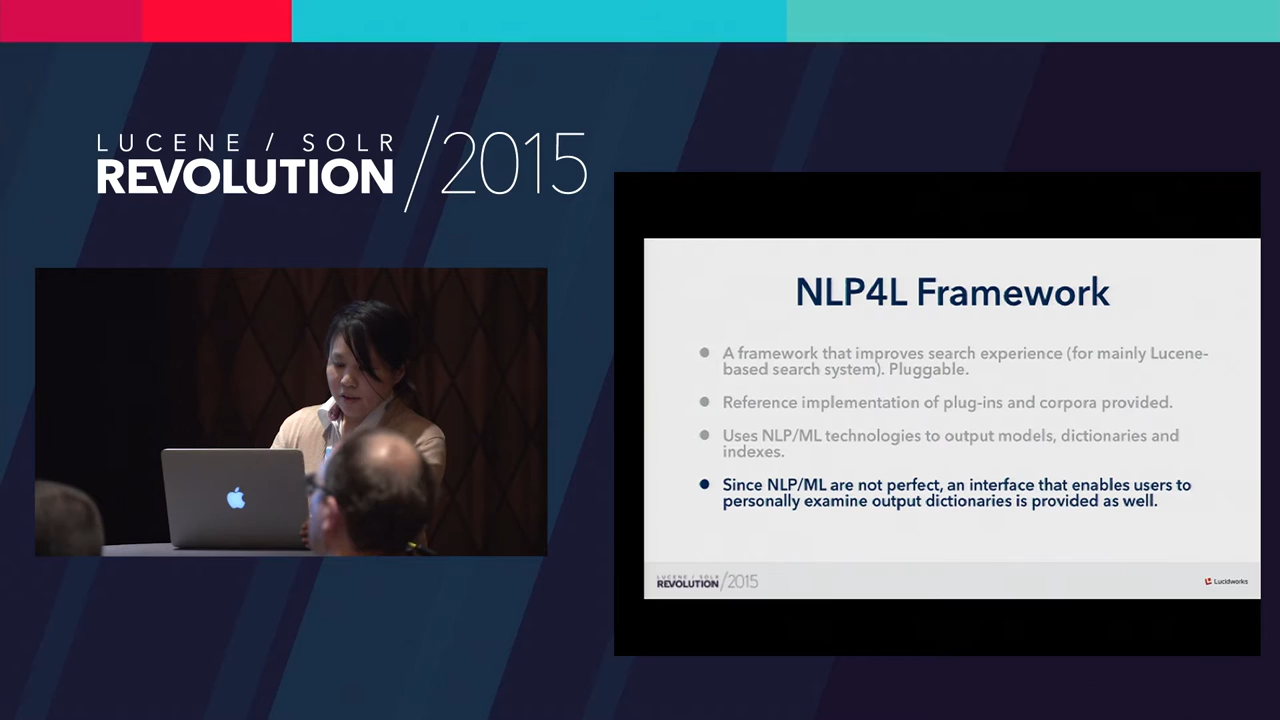 LUCENE / SOLR
REVOLUTION /2015
NLP4L Framework
• A framework that improves search experience (for mainly Lucene-
based search system). Pluggable.
• Reference implementation of plug-ins and corpora provided.
• Uses NLP/ML technologies to output models, dictionaries and
indexes.
• Since NLP/ML are not perfect, an interface that enables users to
personally examine output dictionaries is provided as well.
LUCENE / SOLR
REVOLUTION /2015
Lucidworks